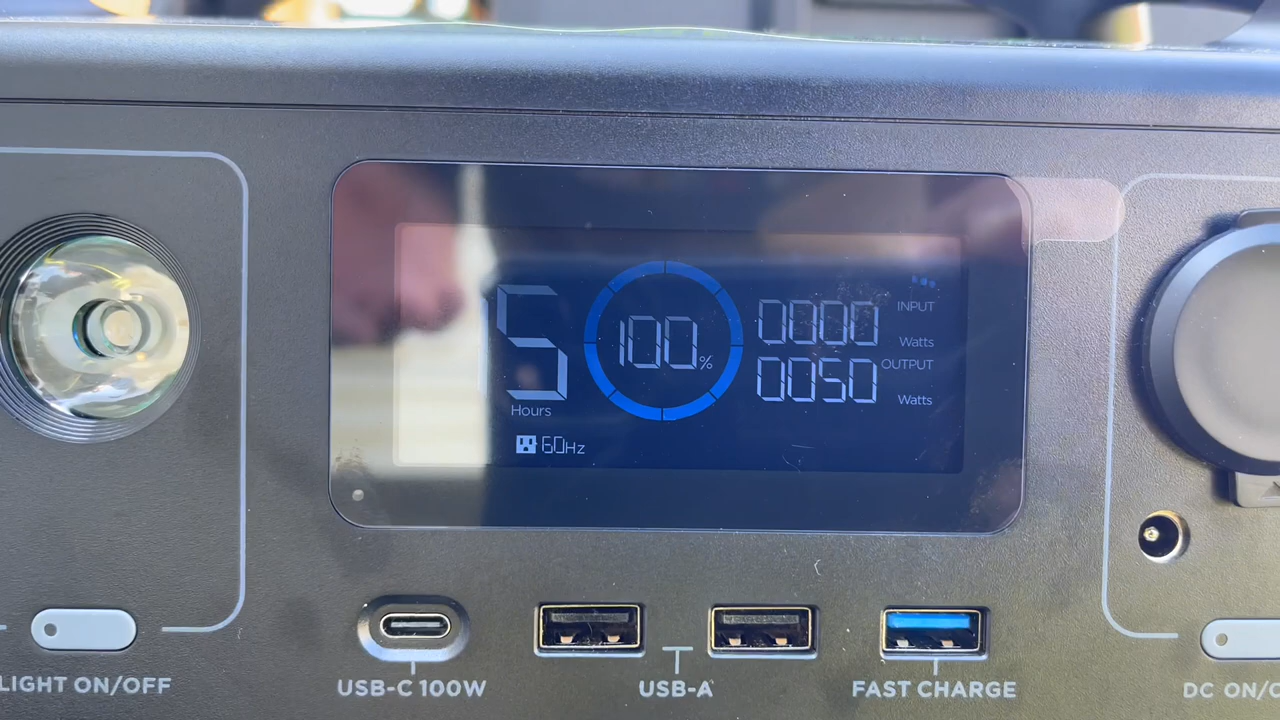 15
Hours
60Hz
100%
0000
INPUT
Watts
0050
OUTPUT
Watts
LIGHT ON/OFF
USB-C 100W
USB-A
FAST CHARGE
DC ON/O